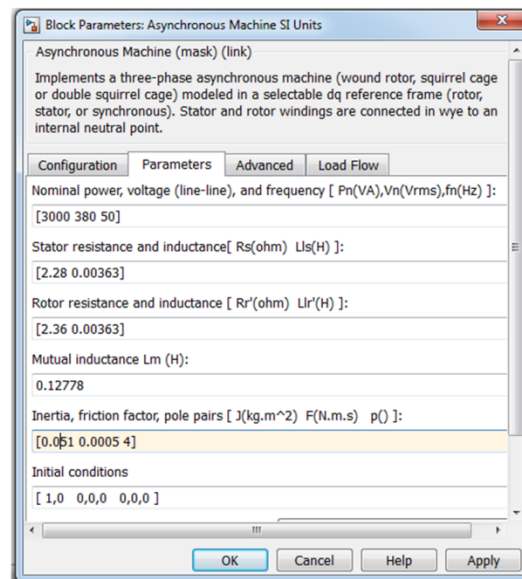 Block Parameters: Asynchronous Machine SI Units
Asynchronous Machine (mask) (link)
Implements a three-phase asynchronous machine (wound rotor, squirrel cage
or double squirrel cage) modeled in a selectable dq reference frame (rotor,
stator, or synchronous). Stator and rotor windings are connected in wye to an
internal neutral point.
Configuration Parameters Advanced Load Flow
Nominal power, voltage (line-line), and frequency [ Pn(VA),Vn(Vrms),fn(Hz) ]:
[3000 380 50]
Stator resistance and inductance[ Rs(ohm) Lls(H) ]:
[2.28 0.00363]
Rotor resistance and inductance [ Rr'(ohm) Llr'(H) ]:
[2.36 0.00363]
Mutual inductance Lm (H):
0.12778
Inertia, friction factor, pole pairs [ J(kg.m^2) F(N.m.s) p() ]:
[0.051 0.0005 4]
Initial conditions
[ 1,0 0,0,0 0,0,0 ]
OK Cancel Help Apply